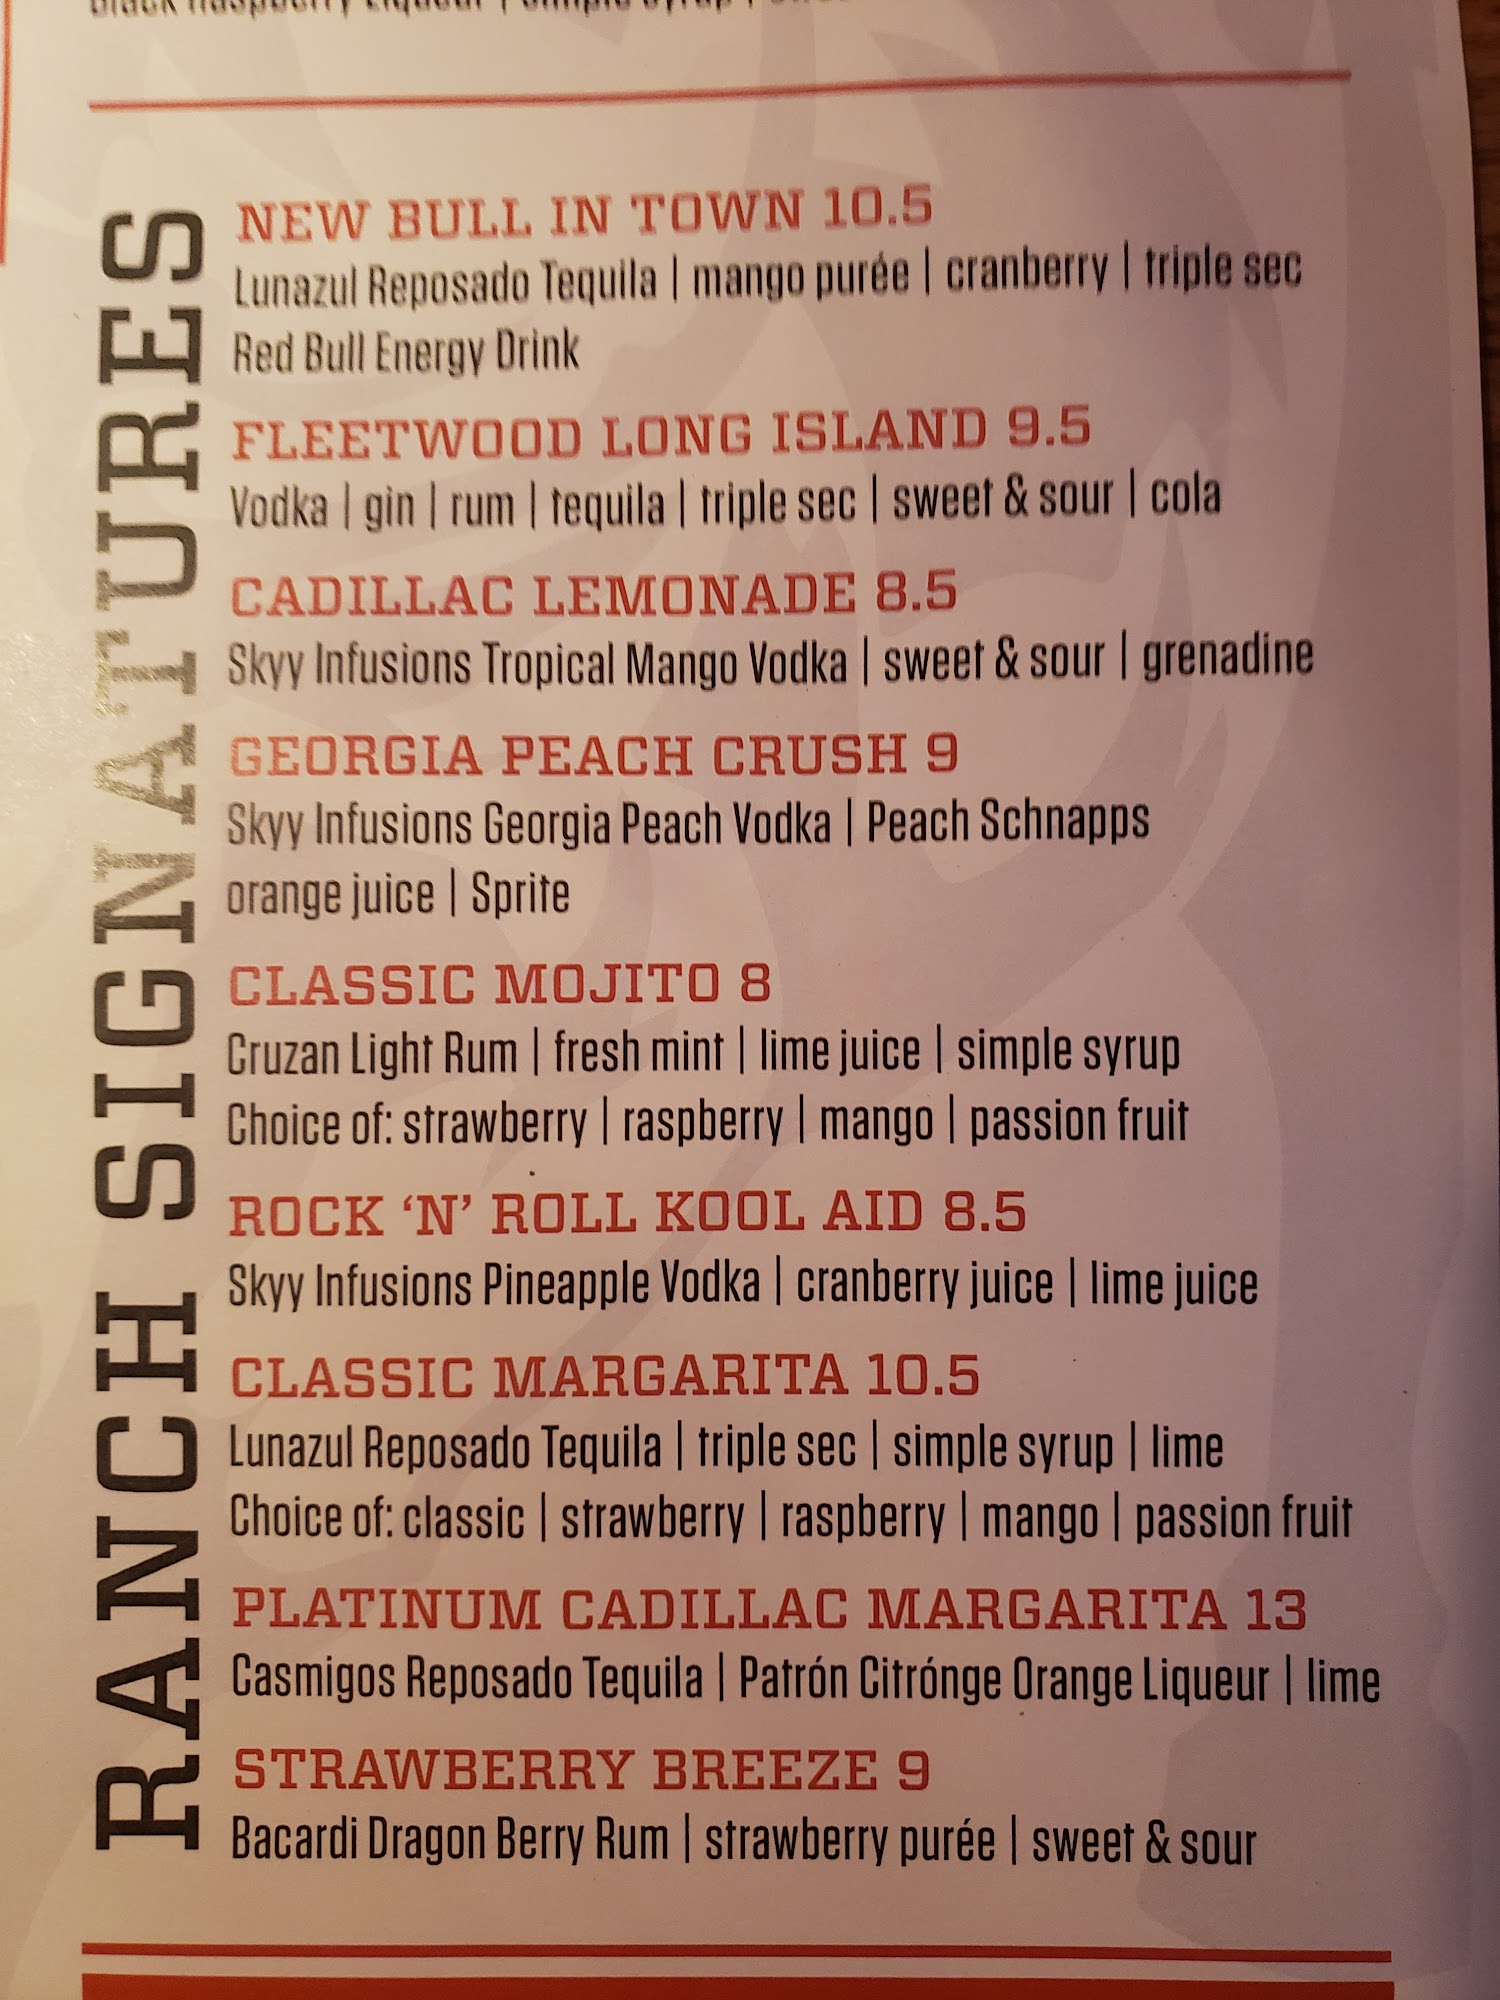 Black Raspberry Liqueur | simple syrup |
RANCH SIGNATURES
NEW BULL IN TOWN 10.5
Lunazul Reposado Tequila | mango purée | cranberry | triple sec
Red Bull Energy Drink
FLEETWOOD LONG ISLAND 9.5
Vodka | gin | rum | tequila | triple sec | sweet & sour | cola
CADILLAC LEMONADE 8.5
Skyy Infusions Tropical Mango Vodka | sweet & sour | grenadine
GEORGIA PEACH CRUSH 9
Skyy Infusions Georgia Peach Vodka | Peach Schnapps
orange juice | Sprite
CLASSIC MOJITO 8
Cruzan Light Rum | fresh mint | lime juice | simple syrup
Choice of: strawberry | raspberry | mango | passion fruit
ROCK ‘N’ ROLL KOOL AID 8.5
Skyy Infusions Pineapple Vodka | cranberry juice | lime juice
CLASSIC MARGARITA 10.5
Lunazul Reposado Tequila | triple sec | simple syrup | lime
Choice of: classic | strawberry | raspberry | mango | passion fruit
PLATINUM CADILLAC MARGARITA 13
Casmigos Reposado Tequila | Patrón Citrónge Orange Liqueur | lime
STRAWBERRY BREEZE 9
Bacardi Dragon Berry Rum | strawberry purée | sweet & sour